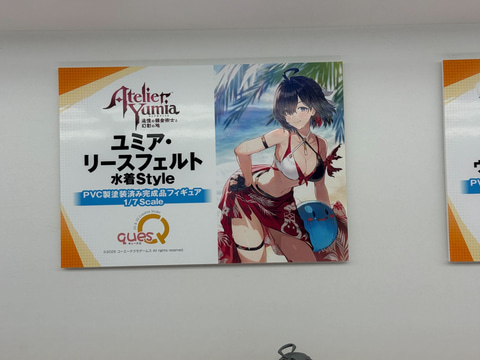 Atelier
Yumia
追憶の錬金術士と
幻創の地
ユミア・
リースフェルト
水着Style
PVC製塗装済み完成品フィギュア
1/7 Scale
quesQ